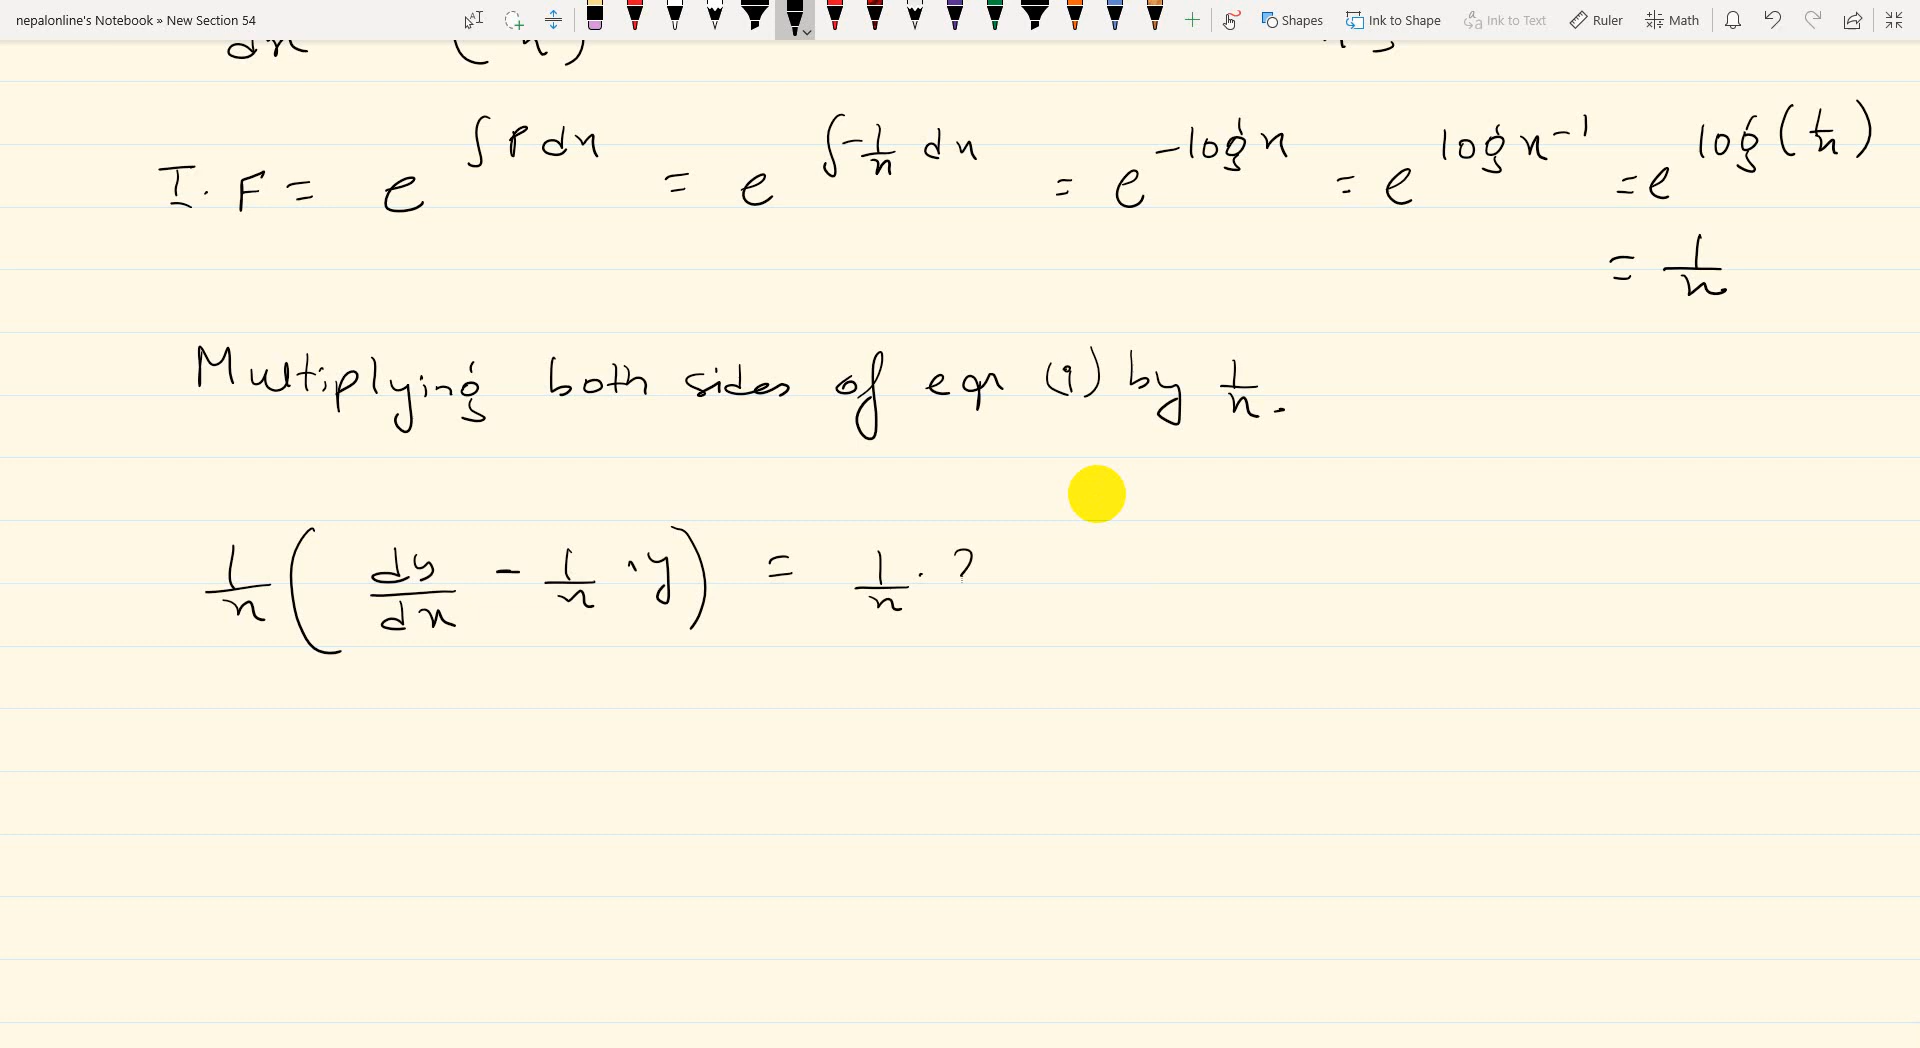 nepalonline's Notebook » New Section 54 Shapes Ink to Shape Ink to Text Ruler Math
dx (x)
I.F = e^{∫P dx} = e^{∫-1/x dx} = e^{-log x} = e^{log x^{-1}} = e^{log(1/x)}
= 1/x
Multiplying both sides of eqn (i) by 1/x.
1/x (dy/dx - 1/x . y) = 1/x . ?